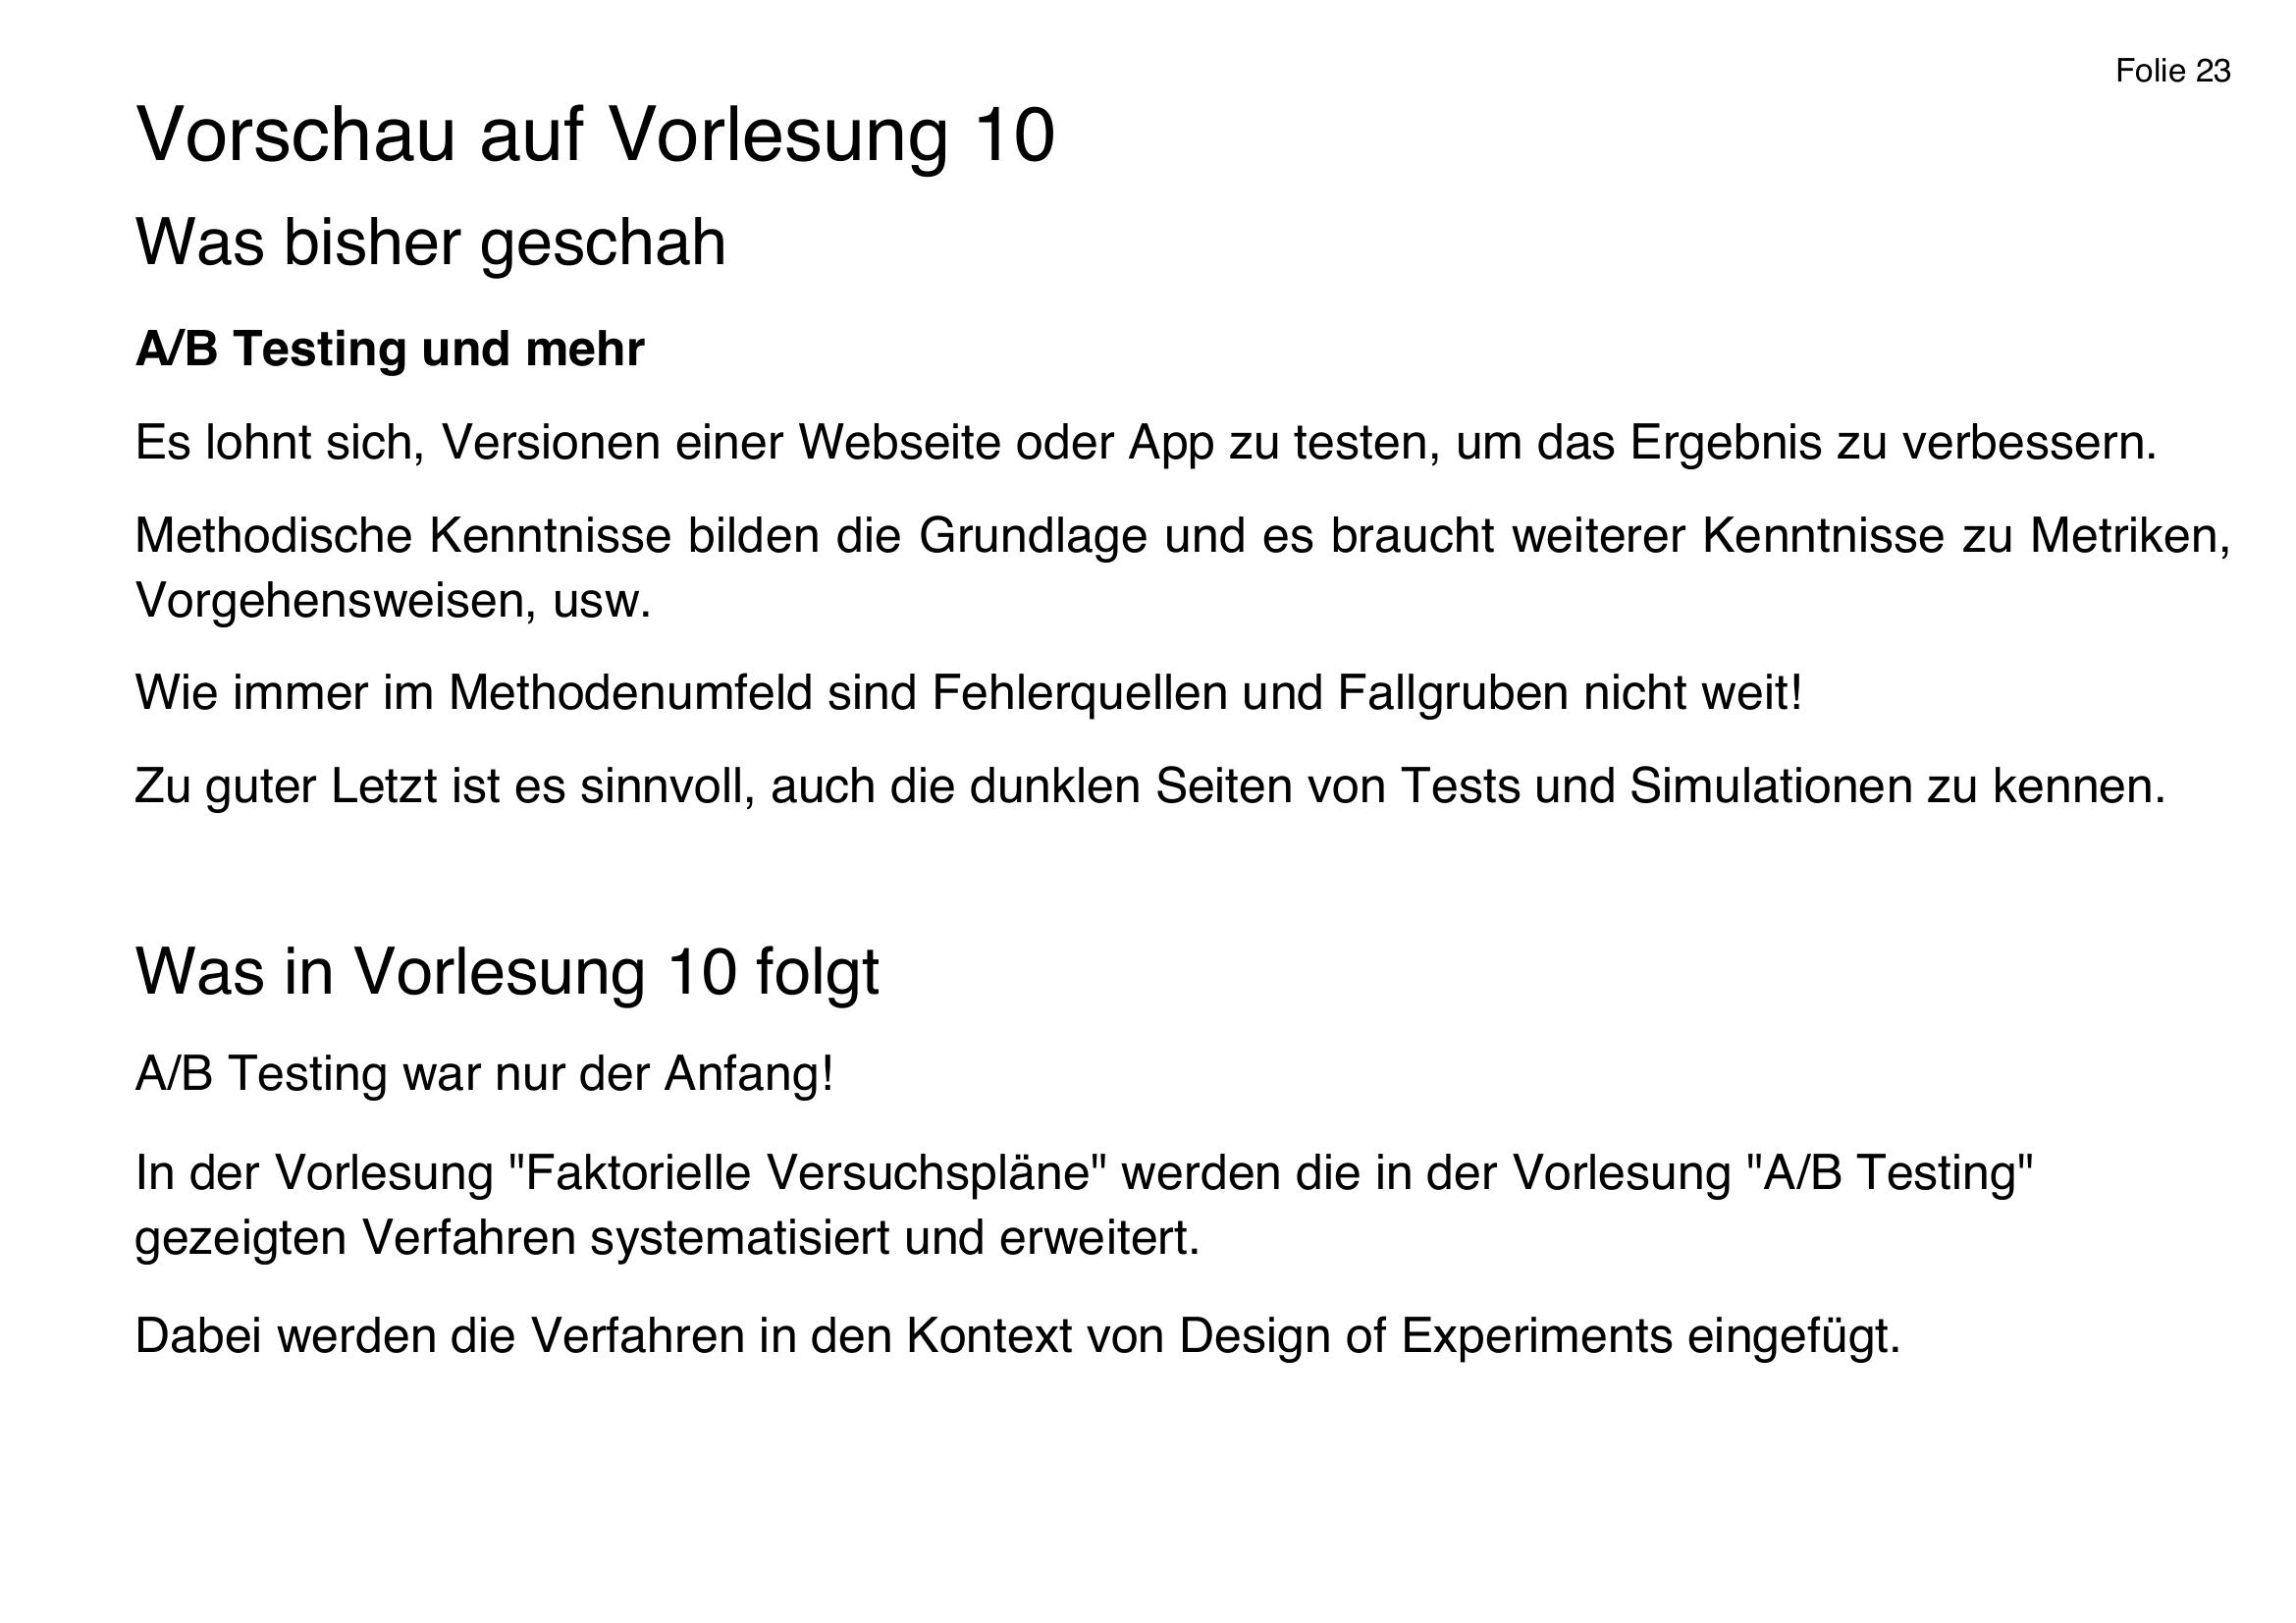 Folie 23
Vorschau auf Vorlesung 10
Was bisher geschah
A/B Testing und mehr
Es lohnt sich, Versionen einer Webseite oder App zu testen, um das Ergebnis zu verbessern.
Methodische Kenntnisse bilden die Grundlage und es braucht weiterer Kenntnisse zu Metriken,
Vorgehensweisen, usw.
Wie immer im Methodenumfeld sind Fehlerquellen und Fallgruben nicht weit!
Zu guter Letzt ist es sinnvoll, auch die dunklen Seiten von Tests und Simulationen zu kennen.
Was in Vorlesung 10 folgt
A/B Testing war nur der Anfang!
In der Vorlesung "Faktorielle Versuchspläne" werden die in der Vorlesung "A/B Testing"
gezeigten Verfahren systematisiert und erweitert.
Dabei werden die Verfahren in den Kontext von Design of Experiments eingefügt.